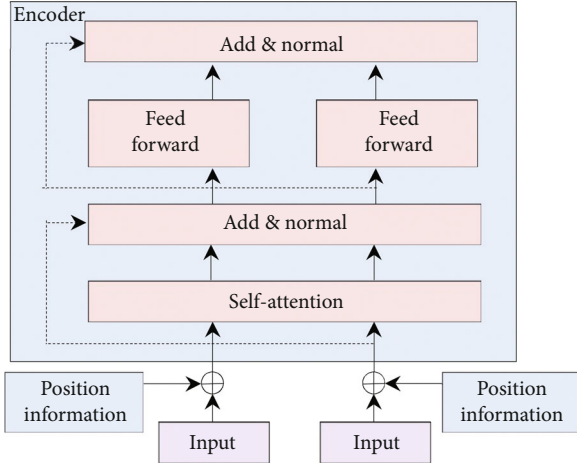 Encoder
Add & normal
Feed
forward
Feed
forward
Add & normal
Self-attention
Position
information
Position
information
Input
Input